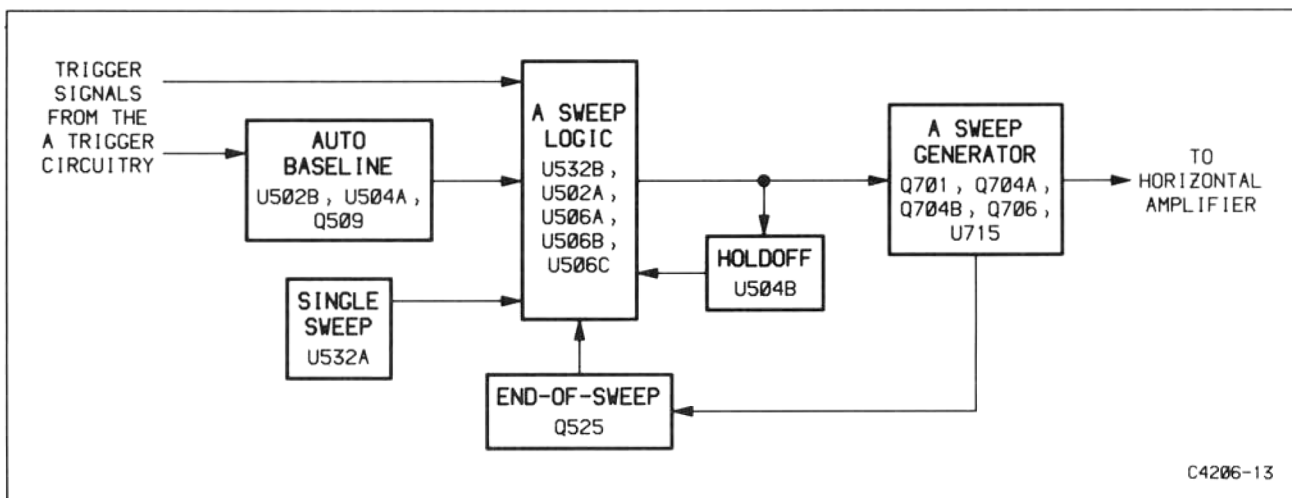 TRIGGER
SIGNALS
FROM THE
A TRIGGER
CIRCUITRY
AUTO
BASELINE
U502B, U504A,
Q509
SINGLE
SWEEP
U532A
A SWEEP
LOGIC
U532B,
U502A,
U506A,
U506B,
U506C
END-OF-SWEEP
Q525
HOLDOFF
U504B
A SWEEP
GENERATOR
Q701, Q704A,
Q704B, Q706,
U715
TO
HORIZONTAL
AMPLIFIER
C4206-13